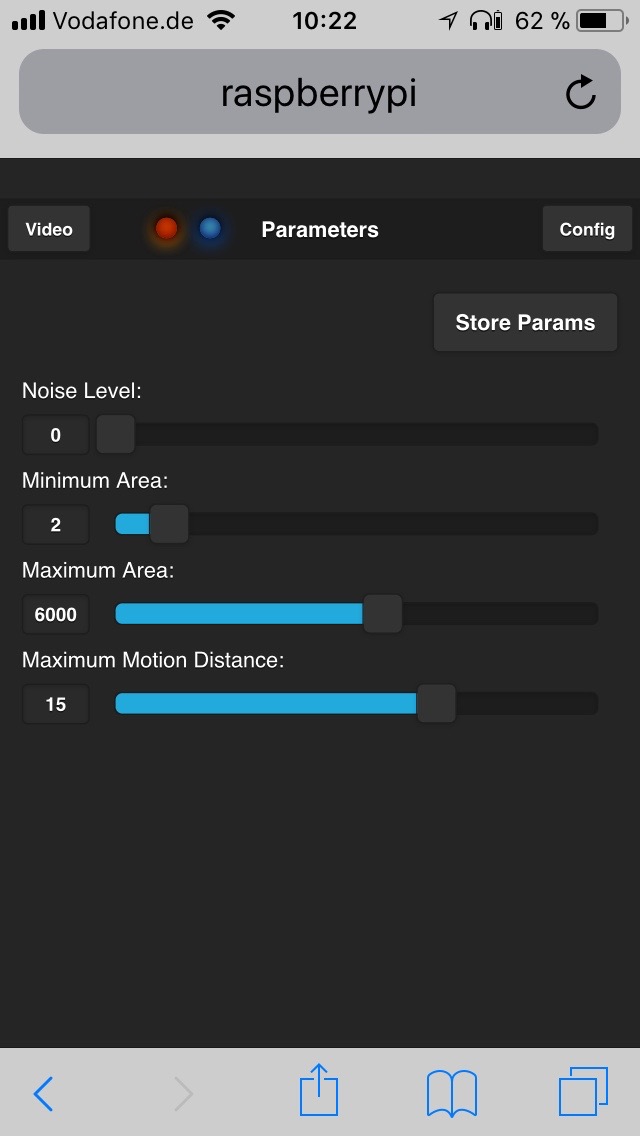 Vodafone.de 10:22 62 %
raspberrypi
Video Parameters Config
Store Params
Noise Level:
0
Minimum Area:
2
Maximum Area:
6000
Maximum Motion Distance:
15